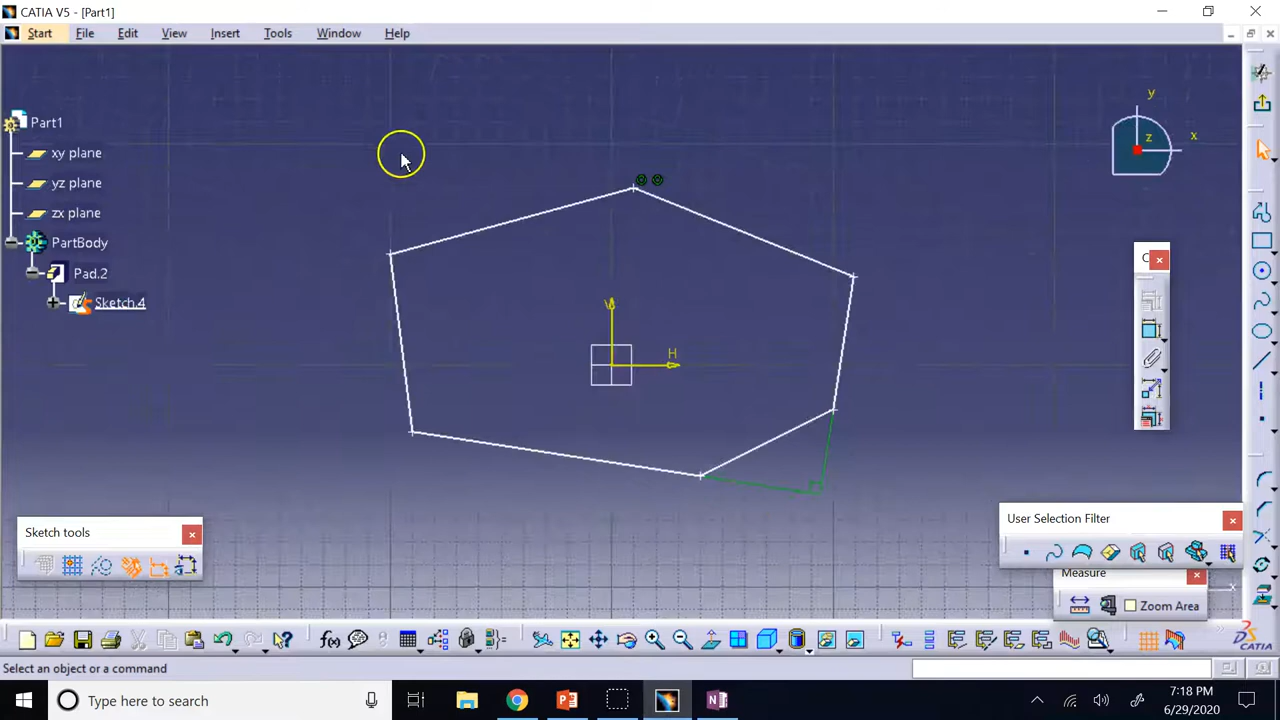 CATIA V5 - [Part1]
Start File Edit View Insert Tools Window Help
Part1
xy plane
yz plane
zx plane
PartBody
Pad.2
Sketch.4
y
x
z
V
H
C
Sketch tools
User Selection Filter
Measure
Zoom Area
f(x)
Select an object or a command
CATIA
Type here to search
7:18 PM
6/29/2020